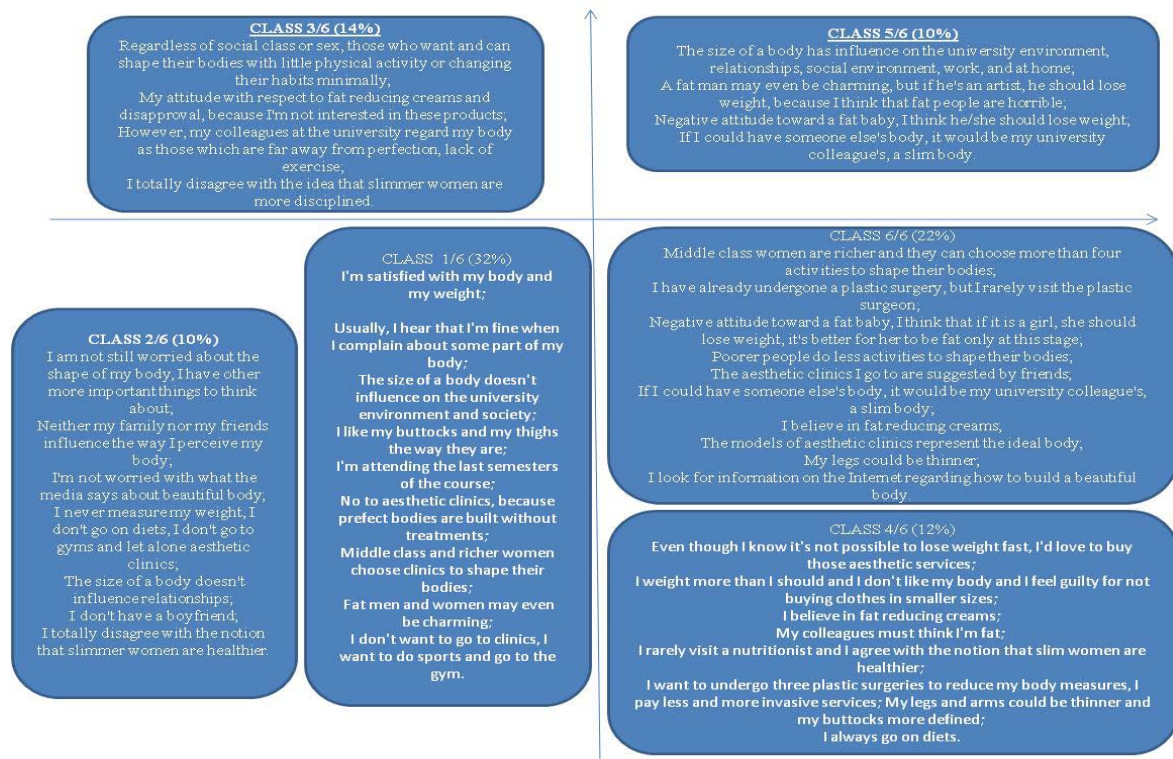 CLASS 3/6 (14%)
Regardless of social class or sex, those who want and can
shape their bodies with little physical activity or changing
their habits minimally;
My attitude with respect to fat reducing creams and
disapproval, because I'm not interested in these products;
However, my colleagues at the university regard my body
as those which are far away from perfection, lack of
exercise;
I totally disagree with the idea that slimmer women are
more disciplined.
CLASS 5/6 (10%)
The size of a body has influence on the university environment,
relationships, social environment, work, and at home;
A fat man may even be charming, but if he's an artist, he should lose
weight, because I think that fat people are horrible;
Negative attitude toward a fat baby, I think he/she should lose weight;
If I could have someone else's body, it would be my university
colleague's, a slim body.
CLASS 2/6 (10%)
I am not still worried about the
shape of my body, I have other
more important things to think
about;
Neither my family nor my friends
influence the way I perceive my
body;
I'm not worried with what the
media says about beautiful body;
I never measure my weight, I
don't go on diets, I don't go to
gyms and let alone aesthetic
clinics;
The size of a body doesn't
influence relationships;
I don't have a boyfriend;
I totally disagree with the notion
that slimmer women are healthier.
CLASS 1/6 (32%)
I'm satisfied with my body and
my weight;
Usually, I hear that I'm fine when
I complain about some part of my
body;
The size of a body doesn't
influence on the university
environment and society;
I like my buttocks and my thighs
the way they are;
I'm attending the last semesters
of the course;
No to aesthetic clinics, because
prefect bodies are built without
treatments;
Middle class and richer women
choose clinics to shape their
bodies;
Fat men and women may even
be charming;
I don't want to go to clinics, I
want to do sports and go to the
gym.
CLASS 6/6 (22%)
Middle class women are richer and they can choose more than four
activities to shape their bodies;
I have already undergone a plastic surgery, but I rarely visit the plastic
surgeon;
Negative attitude toward a fat baby, I think that if it is a girl, she should
lose weight, it's better for her to be fat only at this stage;
Poorer people do less activities to shape their bodies;
The aesthetic clinics I go to are suggested by friends;
If I could have someone else's body, it would be my university colleague's,
a slim body;
I believe in fat reducing creams;
The models of aesthetic clinics represent the ideal body;
My legs could be thinner;
I look for information on the Internet regarding how to build a beautiful
body.
CLASS 4/6 (12%)
Even though I know it's not possible to lose weight fast, I'd love to buy
those aesthetic services;
I weight more than I should and I don't like my body and I feel guilty for not
buying clothes in smaller sizes;
I believe in fat reducing creams;
My colleagues must think I'm fat;
I rarely visit a nutritionist and I agree with the notion that slim women are
healthier;
I want to undergo three plastic surgeries to reduce my body measures, I
pay less and more invasive services; My legs and arms could be thinner and
my buttocks more defined;
I always go on diets.